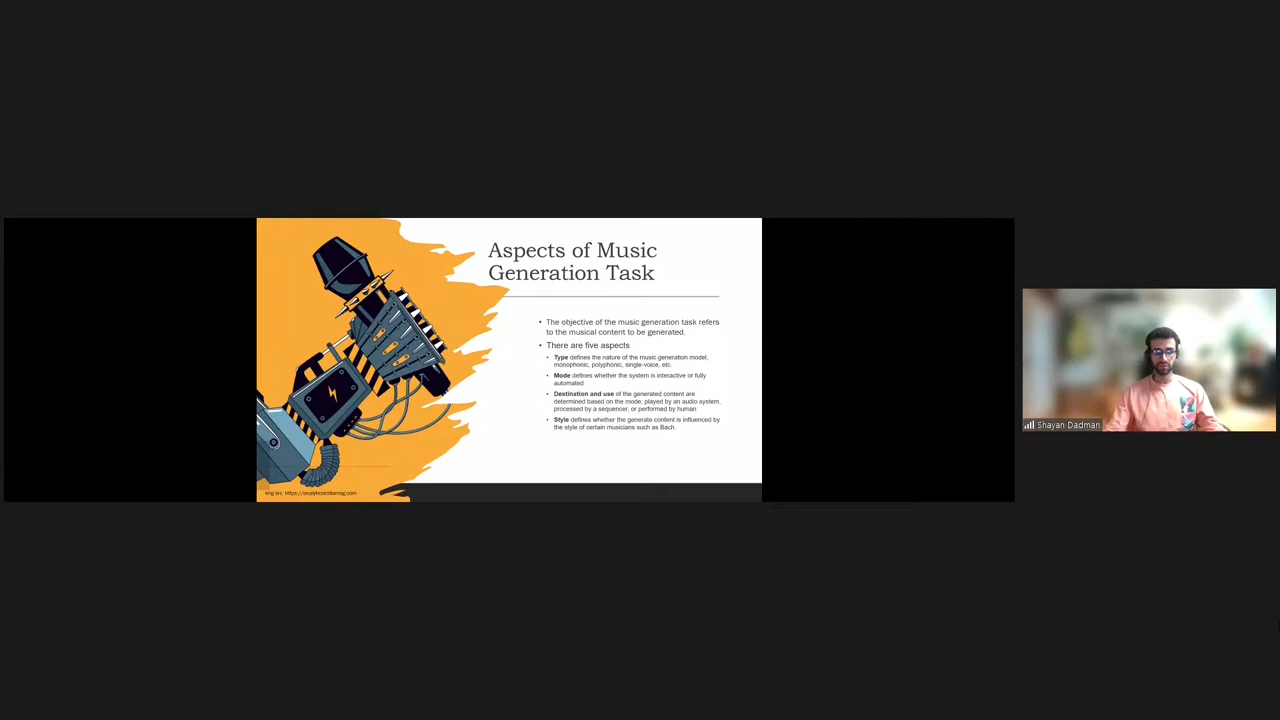 Aspects of Music
Generation Task
• The objective of the music generation task refers
to the musical content to be generated.
• There are five aspects
• Type defines the nature of the music generation model;
monophonic, polyphonic, single-voice, etc.
• Mode defines whether the system is interactive or fully
automated
• Destination and use of the generated content are
determined based on the mode; played by an audio system,
processed by a sequencer, or performed by human
• Style defines whether the generate content is influenced by
the style of certain musicians such as Bach.
Img src: https://
Shayan Dadman